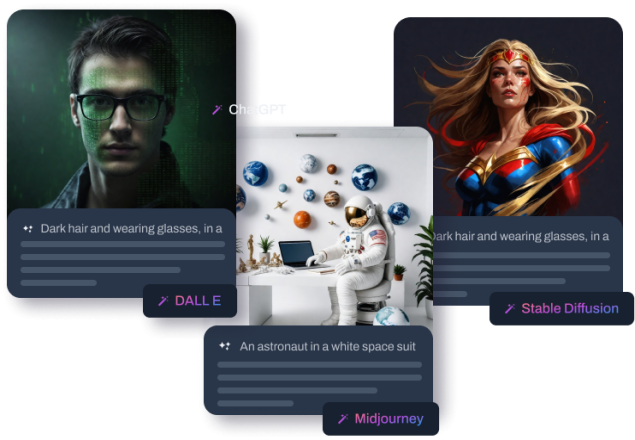 ChatGPT
Dark hair and wearing glasses, in a
DALL E
Dark hair and wearing glasses, in a
Stable Diffusion
An astronaut in a white space suit
Midjourney